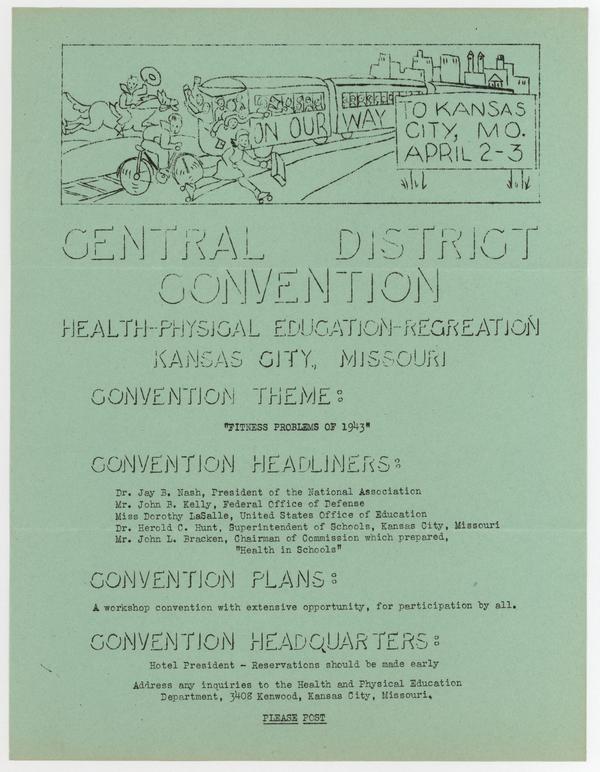 ON OUR WAY
TO KANSAS
CITY, MO.
APRIL 2-3
CENTRAL DISTRICT
CONVENTION
HEALTH-PHYSICAL EDUCATION-RECREATION
KANSAS CITY, MISSOURI
CONVENTION THEME:
"FITNESS PROBLEMS OF 1943"
CONVENTION HEADLINERS:
Dr. Jay B. Nash, President of the National Association
Mr. John B. Kelly, Federal Office of Defense
Miss Dorothy LaSalle, United States Office of Education
Dr. Herold C. Hunt, Superintendent of Schools, Kansas City, Missouri
Mr. John L. Bracken, Chairman of Commission which prepared,
"Health in Schools"
CONVENTION PLANS:
A workshop convention with extensive opportunity, for participation by all.
CONVENTION HEADQUARTERS:
Hotel President - Reservations should be made early
Address any inquiries to the Health and Physical Education
Department, 3408 Kenwood, Kansas City, Missouri.
PLEASE POST